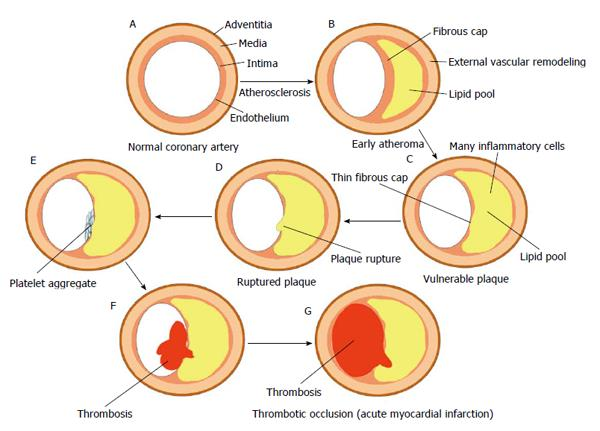 A
Adventitia
Media
Intima
Endothelium
Normal coronary artery
Atherosclerosis
B
Fibrous cap
External vascular remodeling
Lipid pool
Early atheroma
C
Many inflammatory cells
Thin fibrous cap
Lipid pool
Vulnerable plaque
D
Plaque rupture
Ruptured plaque
E
Platelet aggregate
F
Thrombosis
G
Thrombosis
Thrombotic occlusion (acute myocardial infarction)